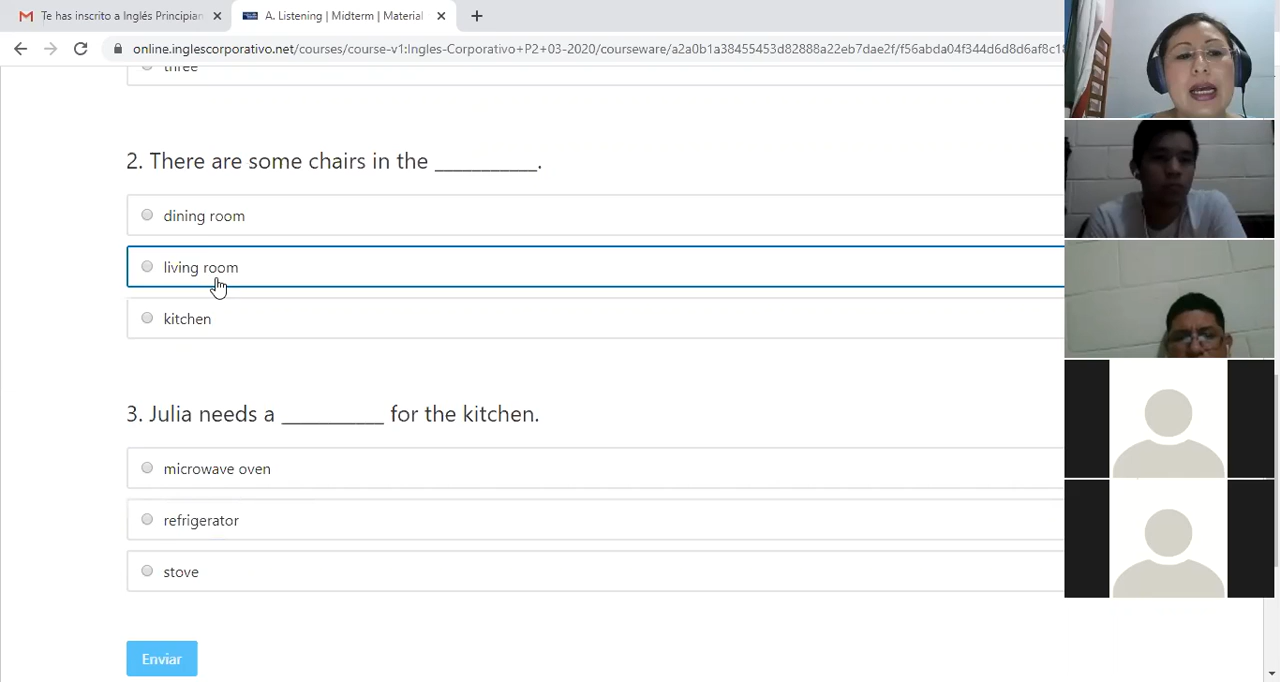 Te has inscrito a Inglés Principian
A. Listening | Midterm | Material
online.inglescorporativo.net/courses/course-v1:Ingles-Corporativo+P2+03-2020/courseware/a2a0b1a38455453d82888a22eb7dae2f/f56abda04f344d6d8d6af8c18
three
2. There are some chairs in the __________.
dining room
living room
kitchen
3. Julia needs a __________ for the kitchen.
microwave oven
refrigerator
stove
Enviar